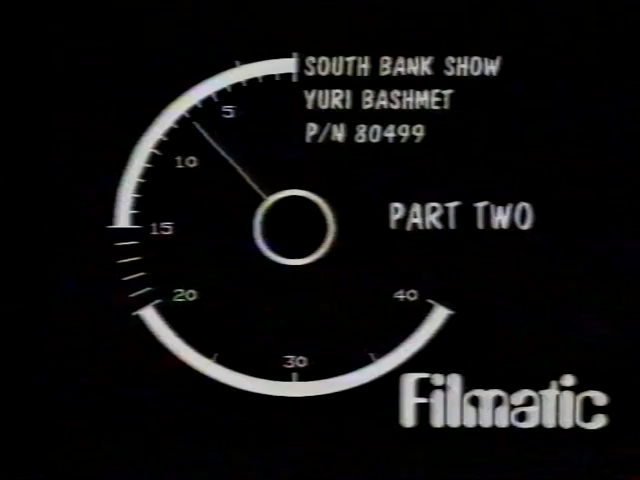 SOUTH BANK SHOW
YURI BASHMET
P/N 80499
5
10
15
PART TWO
20
40
30
Filmatic